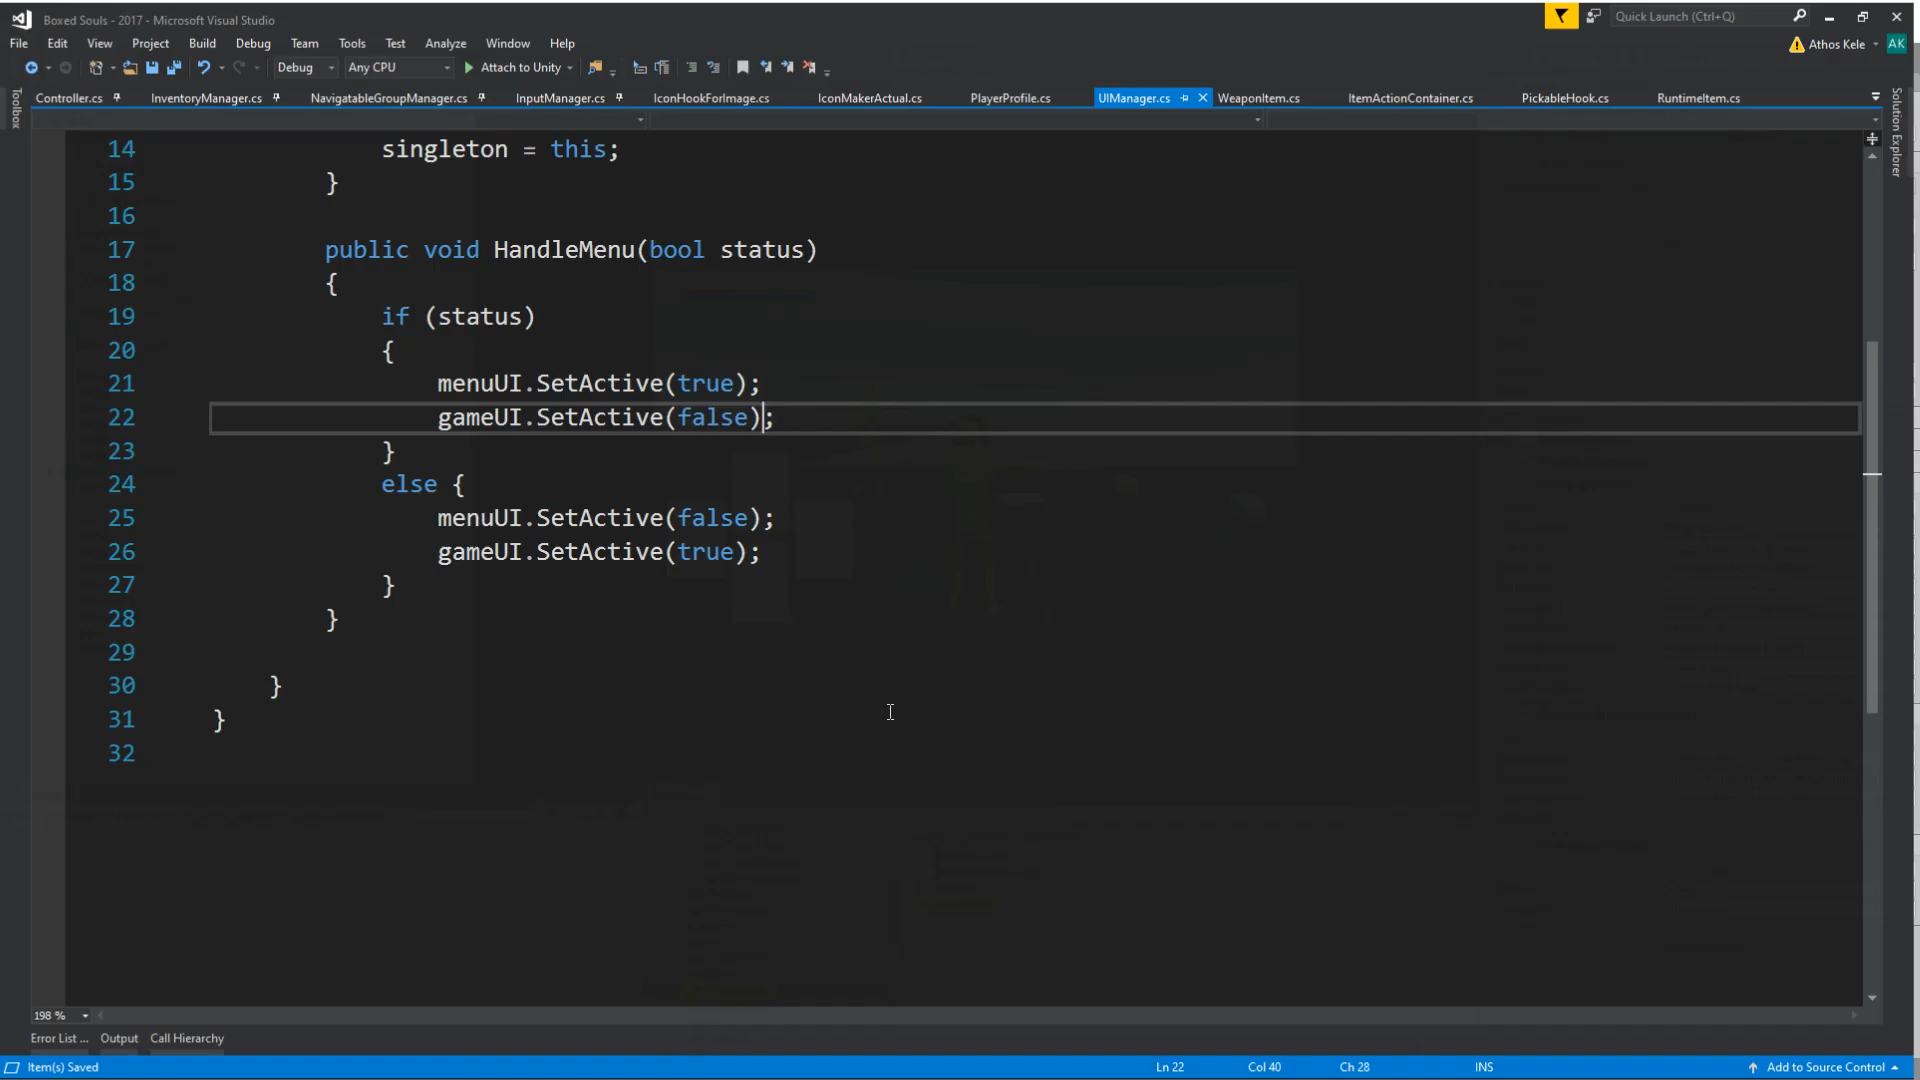 Boxed Souls - 2017 - Microsoft Visual Studio
Quick Launch (Ctrl+Q)
File Edit View Project Build Debug Team Tools Test Analyze Window Help
Athos Kele AK
Debug Any CPU Attach to Unity
Toolbox
Controller.cs InventoryManager.cs NavigatableGroupManager.cs InputManager.cs IconHookForImage.cs IconMakerActual.cs PlayerProfile.cs UIManager.cs WeaponItem.cs ItemActionContainer.cs PickableHook.cs RuntimeItem.cs
Solution Explorer
14 singleton = this;
15 }
16
17 public void HandleMenu(bool status)
18 {
19 if (status)
20 {
21 menuUI.SetActive(true);
22 gameUI.SetActive(false);
23 }
24 else {
25 menuUI.SetActive(false);
26 gameUI.SetActive(true);
27 }
28 }
29
30 }
31 }
32
198 %
Error List ... Output Call Hierarchy
Item(s) Saved Ln 22 Col 40 Ch 28 INS Add to Source Control